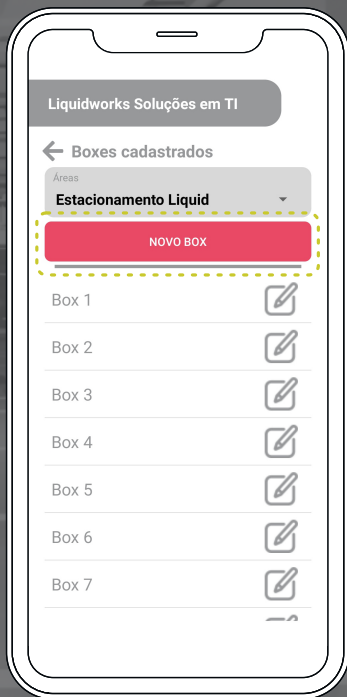 Liquidworks Soluções em TI
Boxes cadastrados
Áreas
Estacionamento Liquid
NOVO BOX
Box 1
Box 2
Box 3
Box 4
Box 5
Box 6
Box 7